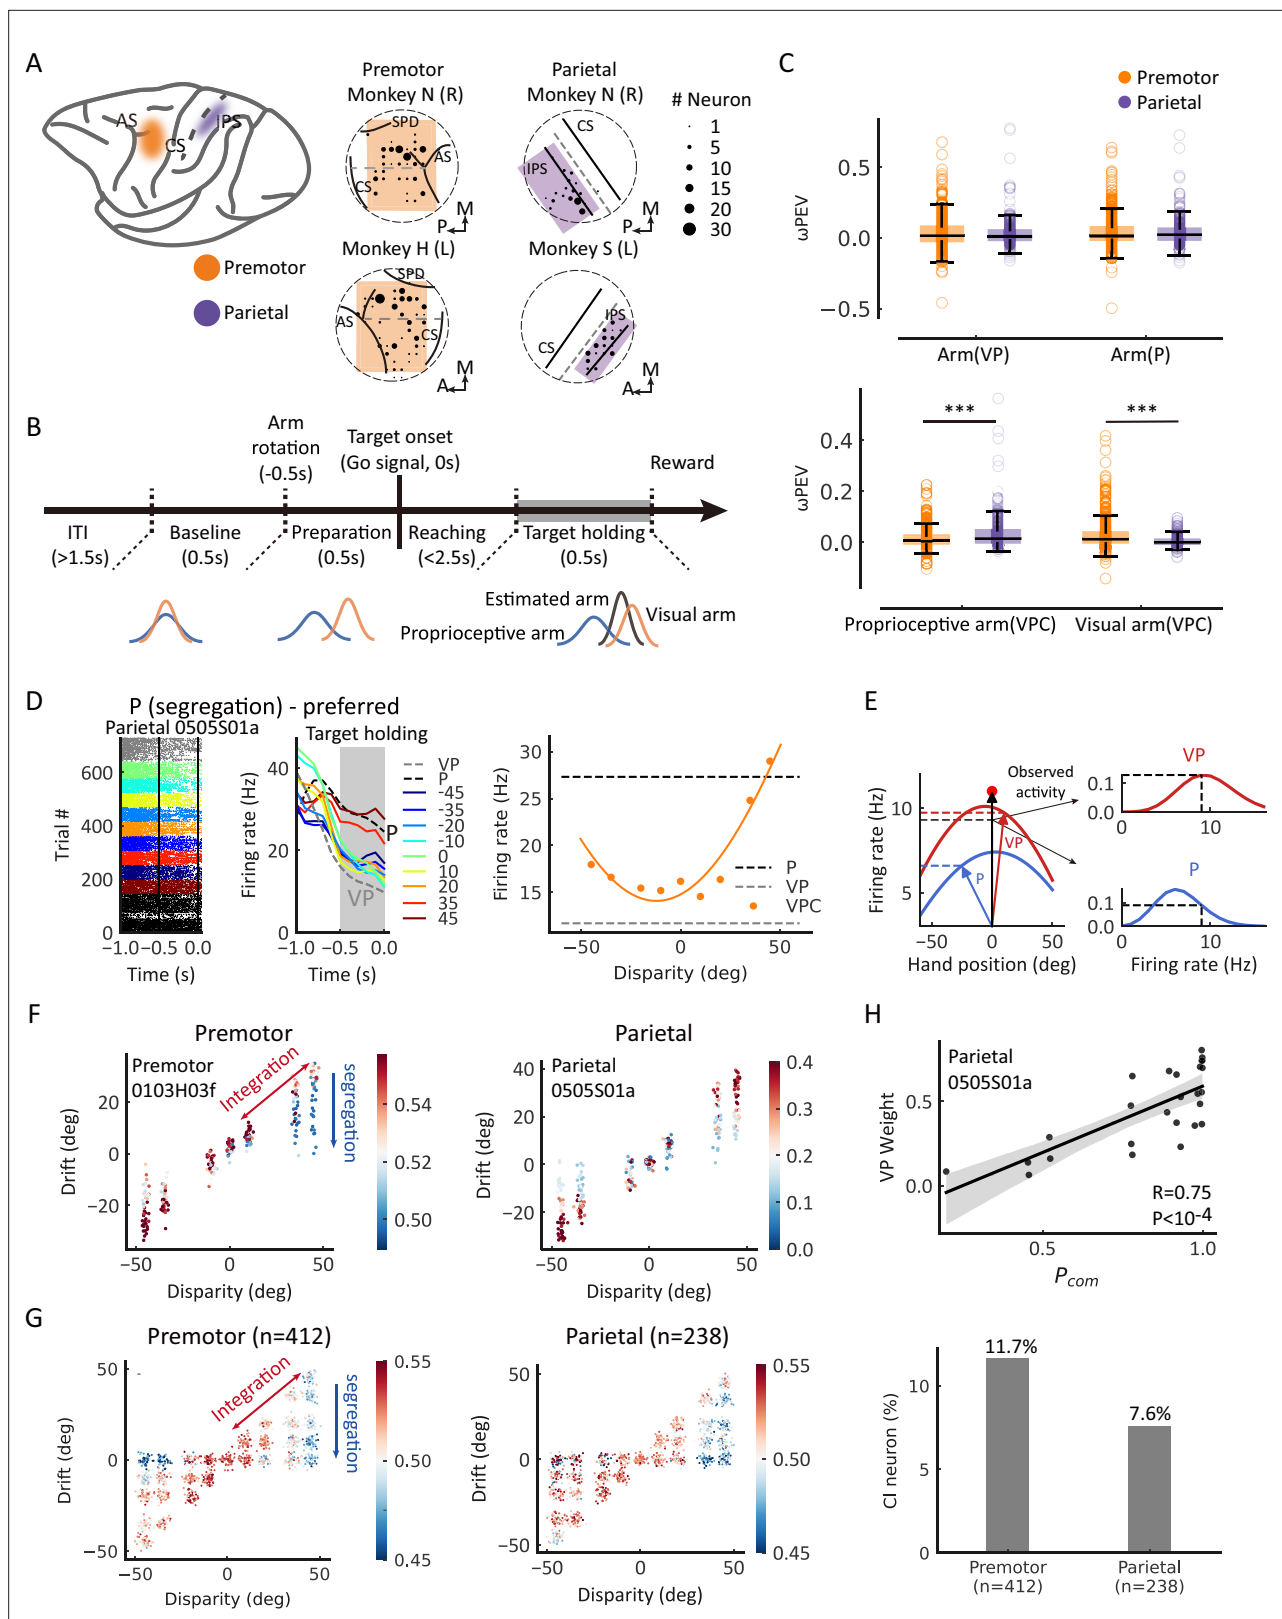 A
AS
CS
IPS
Premotor
Parietal
Premotor
Monkey N (R)
SPD
AS
CS
M
P
Parietal
Monkey N (R)
CS
IPS
M
P
# Neuron
1
5
10
15
20
30
Monkey H (L)
SPD
AS
CS
M
A
Monkey S (L)
IPS
CS
M
A
B
Arm
rotation
(-0.5s)
Target onset
(Go signal, 0s)
Reward
ITI
(>1.5s)
Baseline
(0.5s)
Preparation
(0.5s)
Reaching
(<2.5s)
Target holding
(0.5s)
Estimated arm
Proprioceptive arm
Visual arm
C
Premotor
Parietal
ωPEV
0.5
0.0
−0.5
Arm(VP)
Arm(P)
ωPEV
0.4
0.2
0.0
***
***
Proprioceptive arm(VPC)
Visual arm(VPC)
D
P (segregation) - preferred
Parietal 0505S01a
Trial #
600
400
200
0
-1.0
-0.5
0.0
Time (s)
Target holding
Firing rate (Hz)
40
20
0
P
VP
-1.0
-0.5
0.0
Time (s)
VP
P
-45
-35
-20
-10
0
10
20
35
45
Firing rate (Hz)
30
25
20
15
P
VP
VPC
−50
0
50
Disparity (deg)
E
Firing rate (Hz)
10
5
Observed
activity
VP
P
−50
0
50
Hand position (deg)
VP
0.1
0.0
0
10
P
0.1
0.0
0
10
Firing rate (Hz)
F
Premotor
Premotor
0103H03f
Integration
segregation
Drift (deg)
20
0
−20
−50
0
50
Disparity (deg)
0.54
0.52
0.50
Parietal
Parietal
0505S01a
Drift (deg)
40
20
0
−20
−50
0
50
Disparity (deg)
0.4
0.3
0.2
0.1
0.0
H
Parietal
0505S01a
VP Weight
0.5
0.0
R=0.75
P<10-4
0.5
1.0
Pcom
G
Premotor (n=412)
Integration
segregation
Drift (deg)
50
0
−50
−50
0
50
Disparity (deg)
0.55
0.50
0.45
Parietal (n=238)
Drift (deg)
50
0
−50
−50
0
50
Disparity (deg)
0.55
0.50
0.45
CI neuron (%)
10
5
0
11.7%
7.6%
Premotor
(n=412)
Parietal
(n=238)